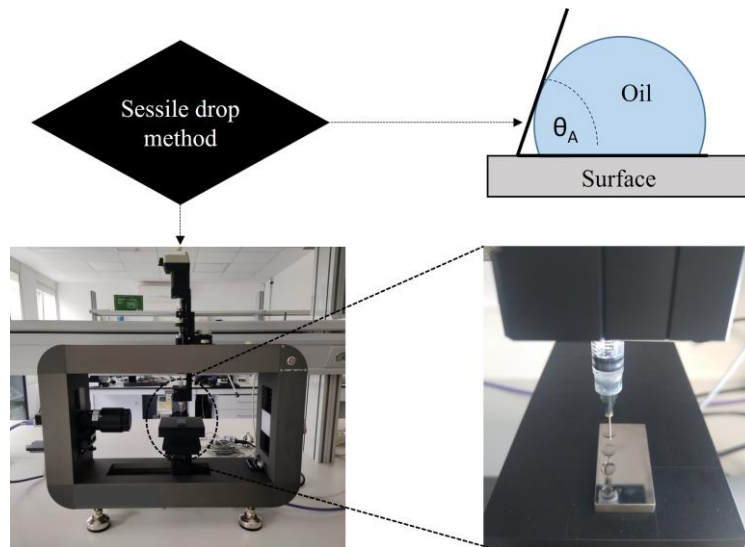 Sessile drop
method
Oil
θA
Surface